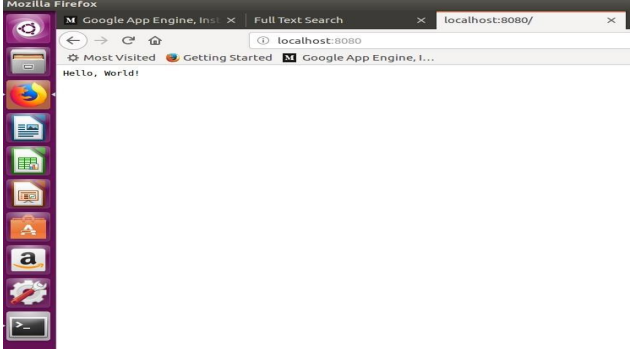 Mozilla Firefox
M Google App Engine, Inst × Full Text Search × localhost:8080/ ×
localhost:8080
Most Visited Getting Started M Google App Engine, I...
Hello, World!
A
a
>_